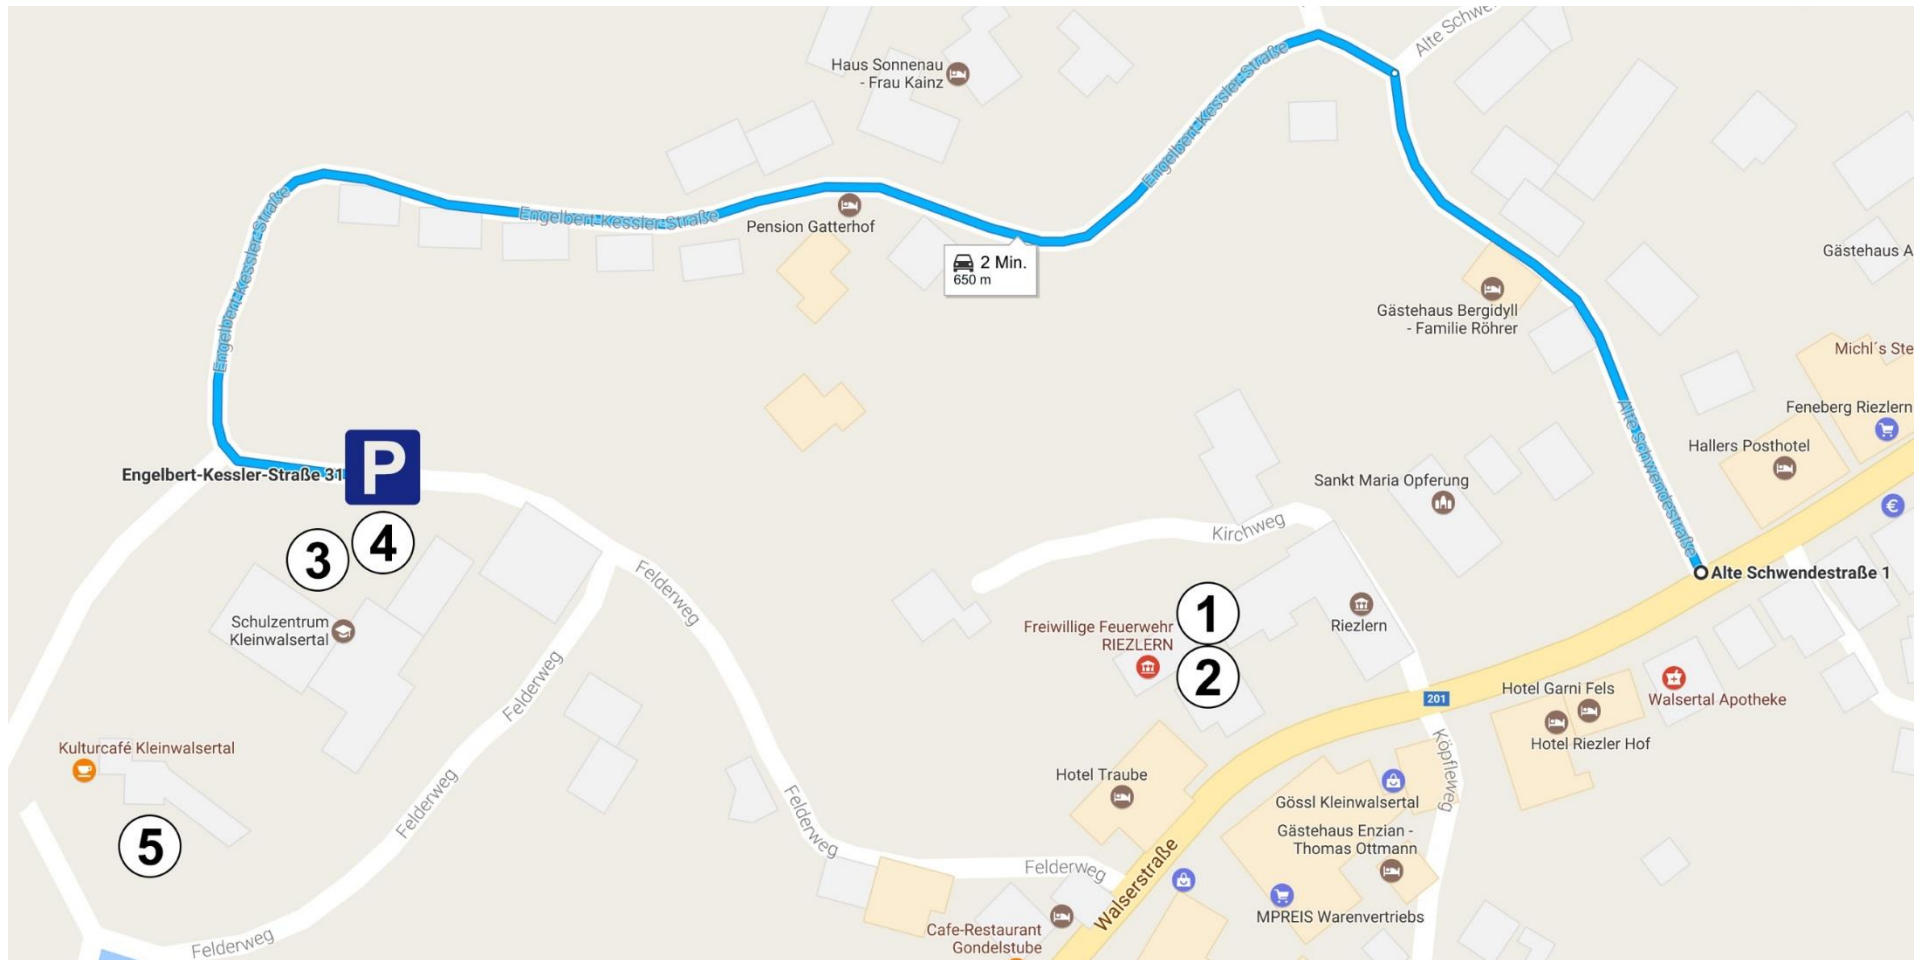 Alte Schwe
Haus Sonnenau
- Frau Kainz
Engelbert-Kessler-Straße
Engelbert-Kessler-Straße
Engelbert-Kessler-Straße
Pension Gatterhof
2 Min.
650 m
Gästehaus A
Gästehaus Bergidyll
- Familie Röhrer
Michl´s Ste
Alte Schwendestraße
Feneberg Riezlern
Hallers Posthotel
Engelbert-Kessler-Straße 31
P
Sankt Maria Opferung
€
Kirchweg
3
4
Felderweg
Alte Schwendestraße 1
Schulzentrum
Kleinwalsertal
Freiwillige Feuerwehr
RIEZLERN
1
2
Riezlern
Felderweg
201
Hotel Garni Fels
Walsertal Apotheke
Hotel Riezler Hof
Kulturcafé Kleinwalsertal
Köpfleweg
Hotel Traube
Gössl Kleinwalsertal
Felderweg
Felderweg
5
Gästehaus Enzian -
Thomas Ottmann
Felderweg
Walserstraße
MPREIS Warenvertriebs
Cafe-Restaurant
Gondelstube
Felderweg